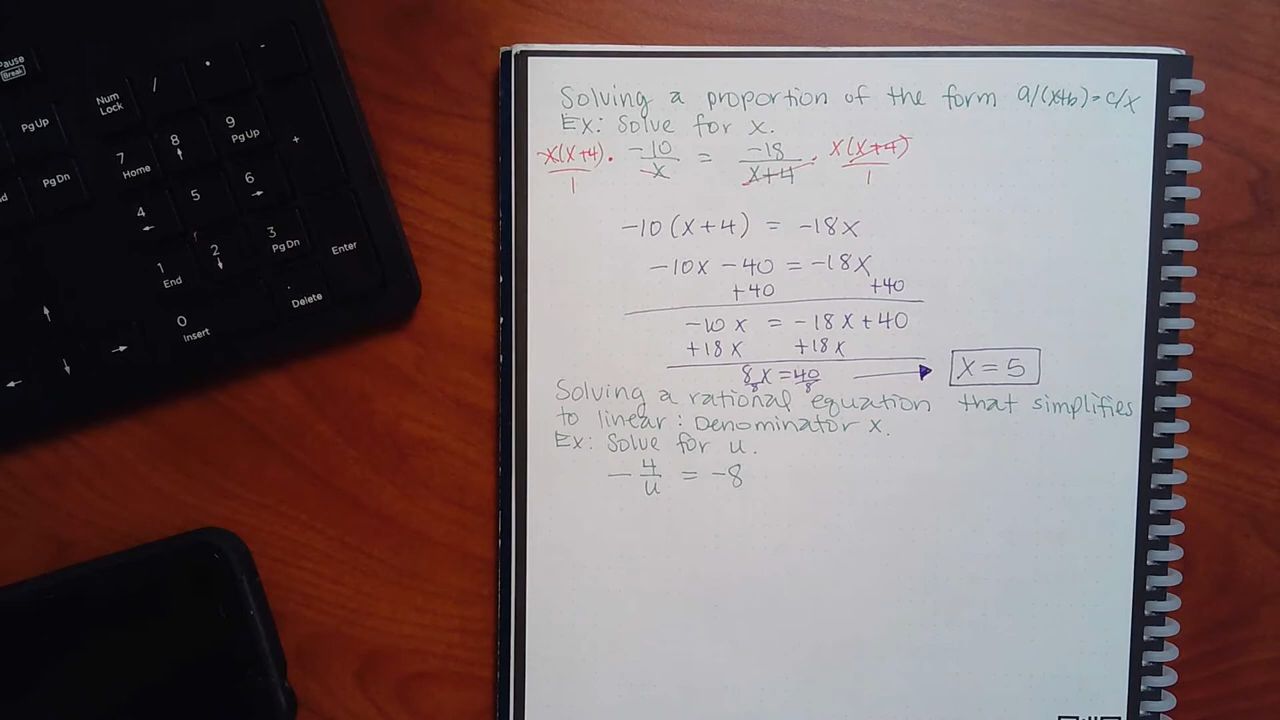 Pause
Break
Num
Lock
/
.
-
PgUp
7
Home
8
9
PgUp
+
PgDn
4
5
6
1
End
2
3
PgDn
Enter
0
Insert
.
Delete
Solving a proportion of the form a/(x+b)=c/x
Ex: Solve for x.
x(x+4)/1 · -10/x = -18/(x+4) · x(x+4)/1
-10(x+4) = -18x
-10x -40 = -18x
+40 +40
-10x = -18x+40
+18x +18x
8x/8 = 40/8 → x=5
Solving a rational equation that simplifies
to linear: Denominator x.
Ex: Solve for u.
-4/u = -8